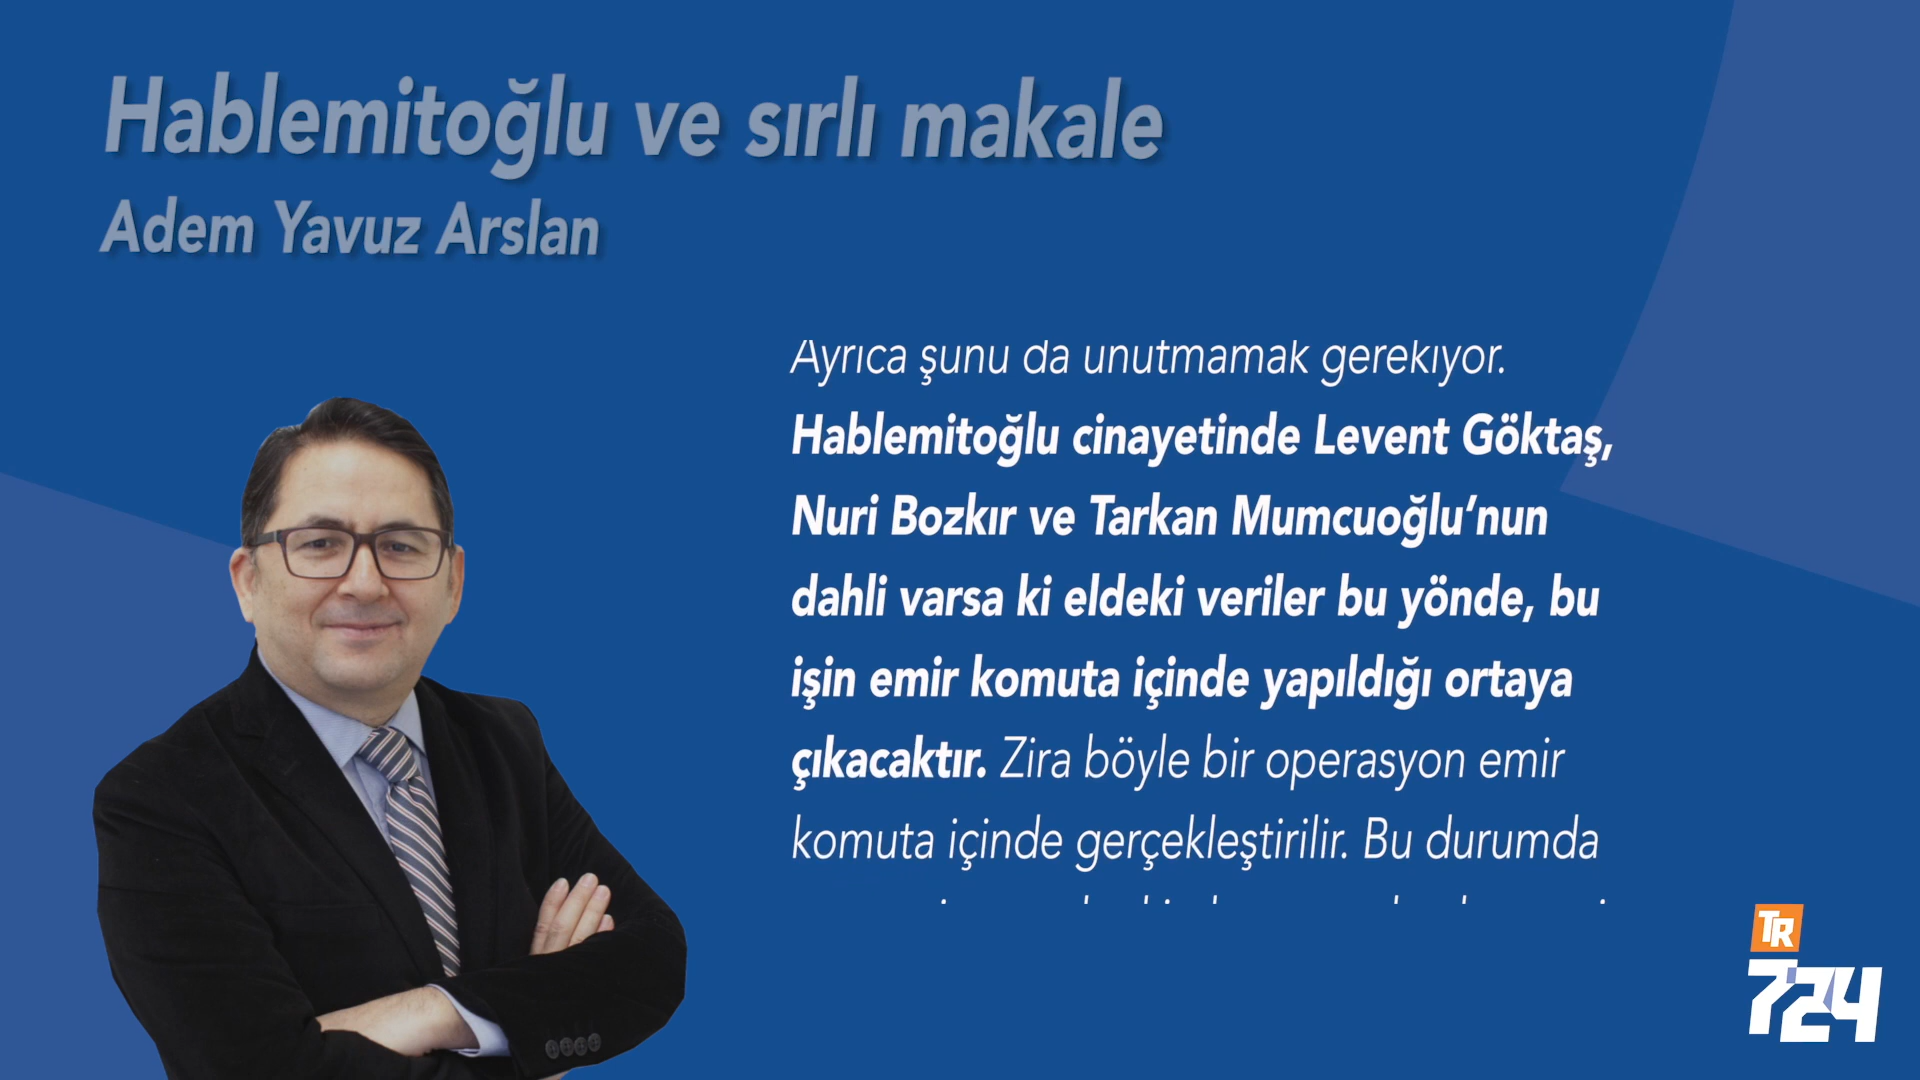 Hablemitoğlu ve sırlı makale
Adem Yavuz Arslan
Ayrıca şunu da unutmamak gerekiyor.
Hablemitoğlu cinayetinde Levent Göktaş,
Nuri Bozkır ve Tarkan Mumcuoğlu’nun
dahli varsa ki eldeki veriler bu yönde, bu
işin emir komuta içinde yapıldığı ortaya
çıkacaktır. Zira böyle bir operasyon emir
komuta içinde gerçekleştirilir. Bu durumda
TR
724